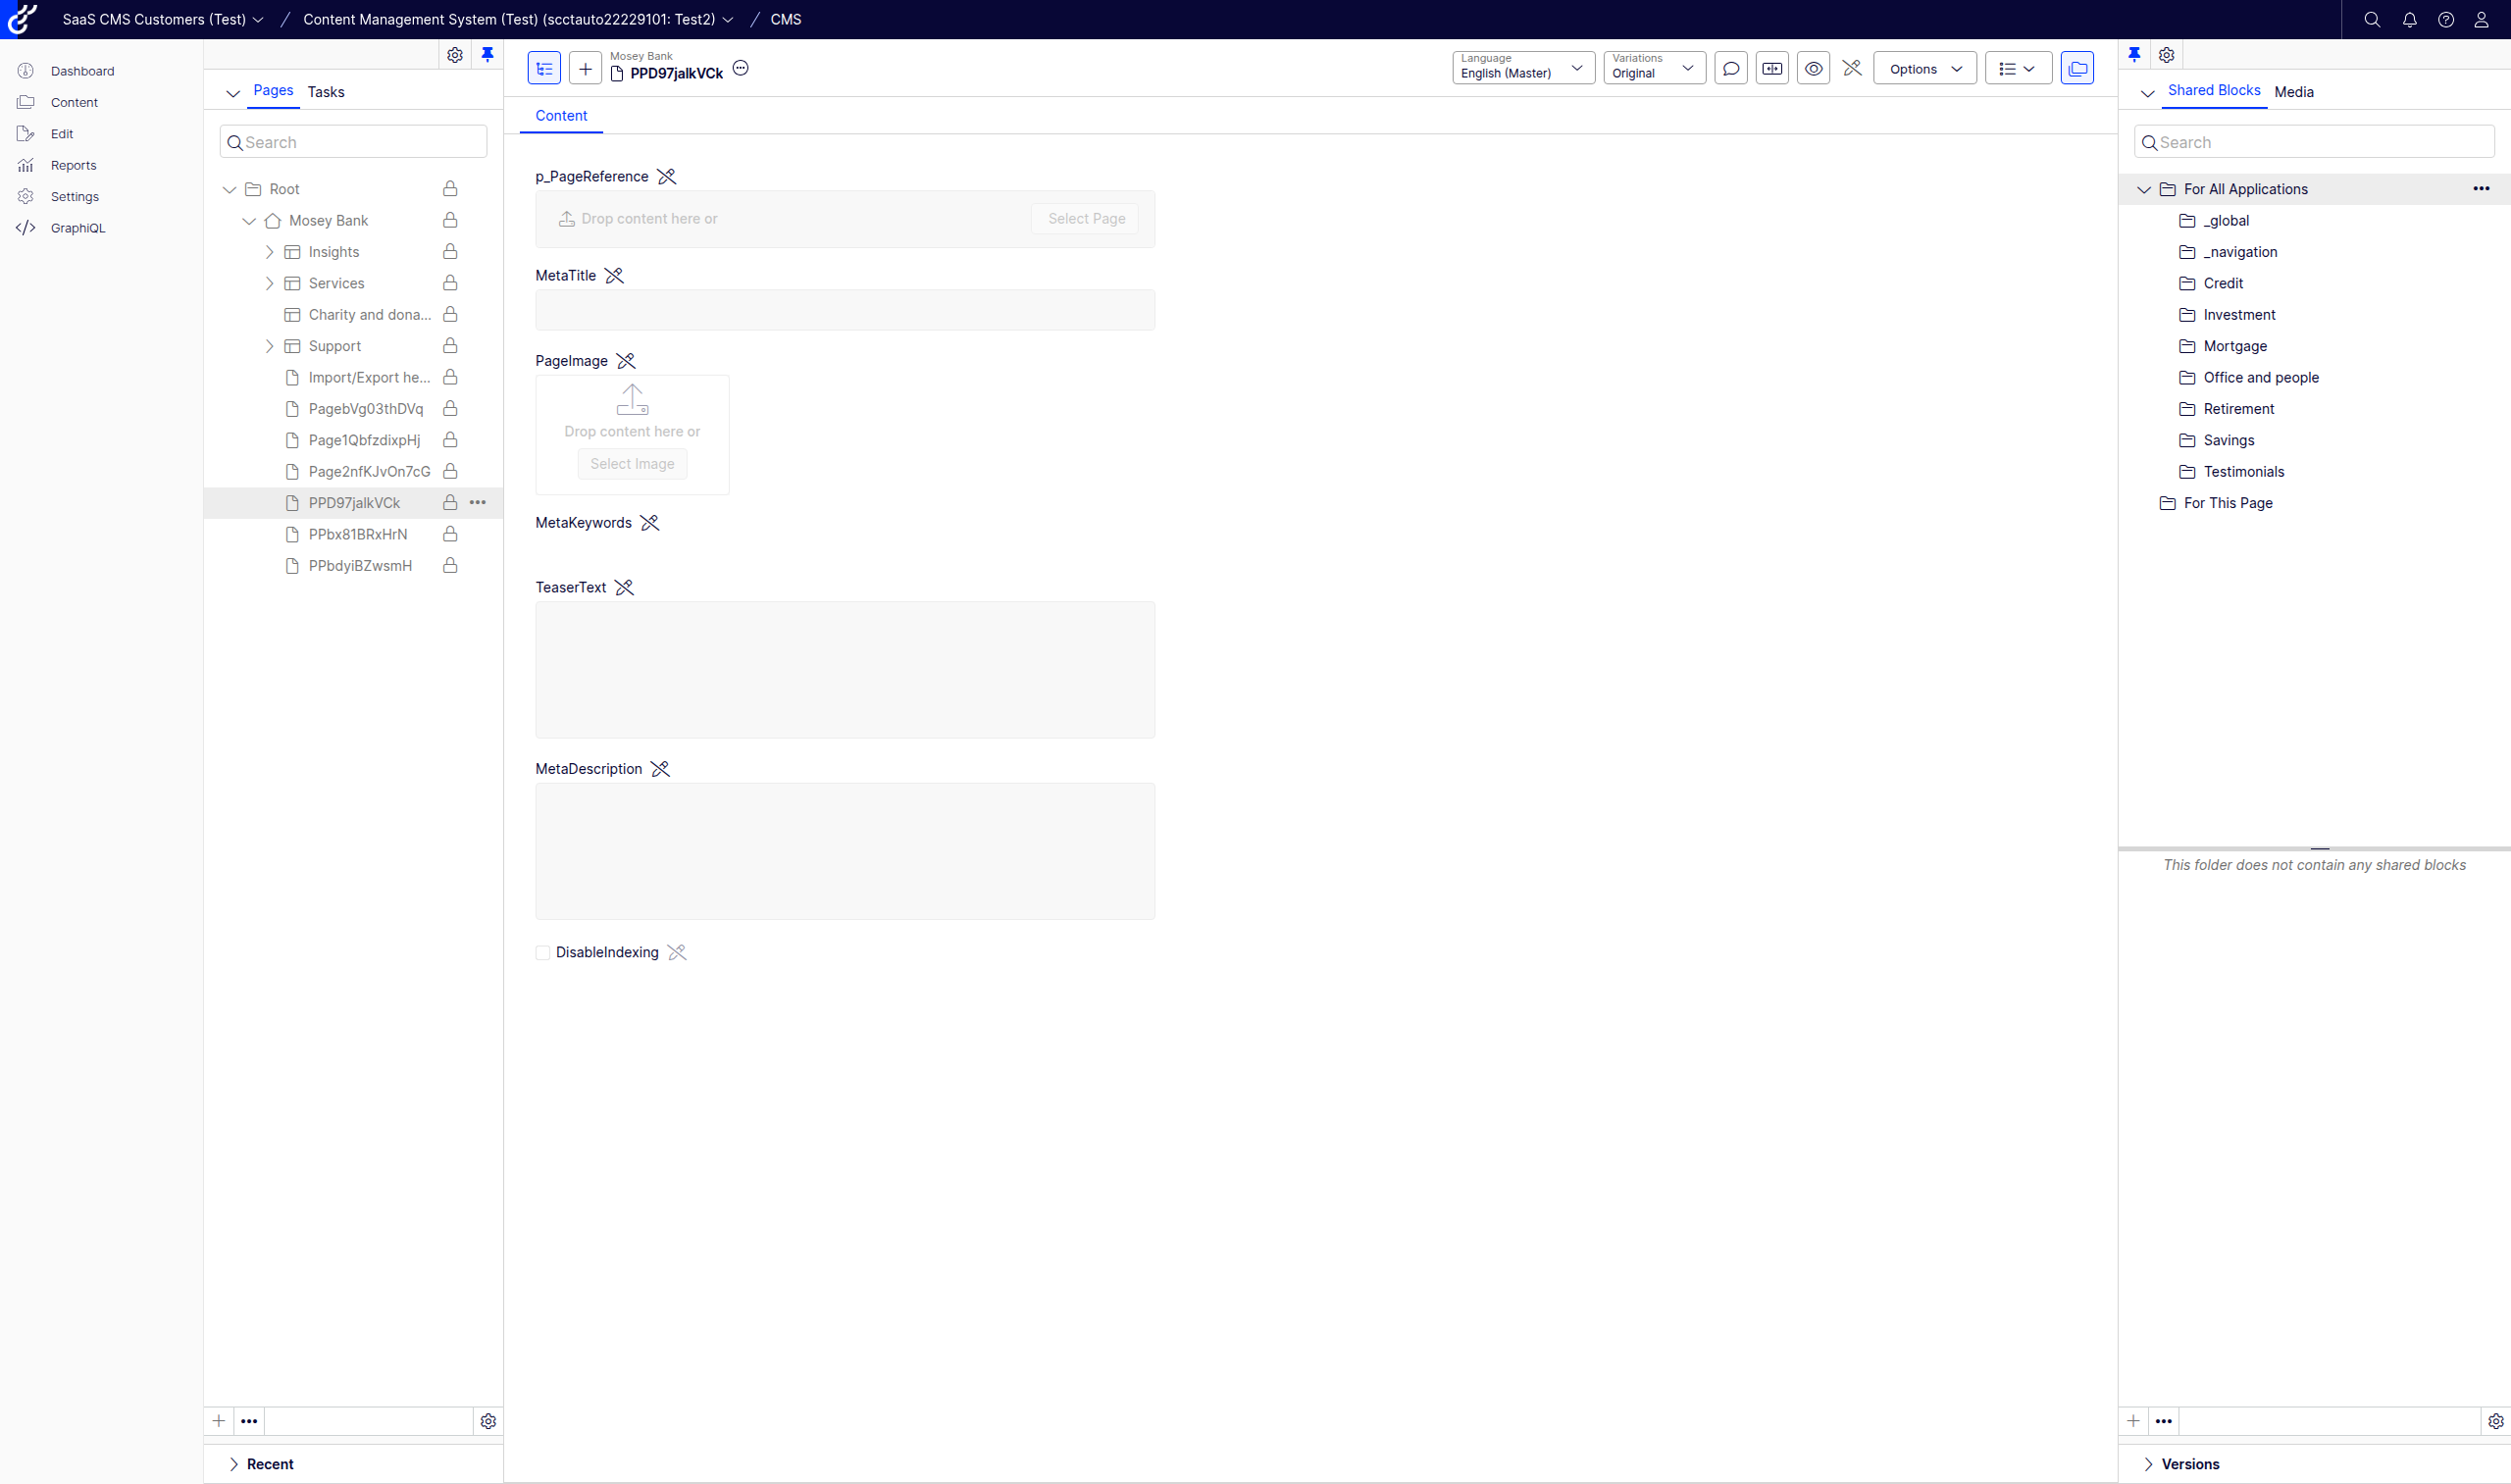 SaaS CMS Customers (Test) / Content Management System (Test) (scctauto22229101: Test2) / CMS
Dashboard
Content
Edit
Reports
Settings
GraphiQL
Pages Tasks
Search
Root
Mosey Bank
Insights
Services
Charity and dona...
Support
Import/Export he...
PagebVg03thDVq
Page1QbfzdixpHj
Page2nfKJvOn7cG
PPD97jalkVCk
PPbx81BRxHrN
PPbdyiBZwsmH
Recent
Mosey Bank
PPD97jalkVCk
Language
English (Master)
Variations
Original
Options
Content
p_PageReference
Drop content here or Select Page
MetaTitle
PageImage
Drop content here or
Select Image
MetaKeywords
TeaserText
MetaDescription
DisableIndexing
Shared Blocks Media
Search
For All Applications
_global
_navigation
Credit
Investment
Mortgage
Office and people
Retirement
Savings
Testimonials
For This Page
This folder does not contain any shared blocks
Versions